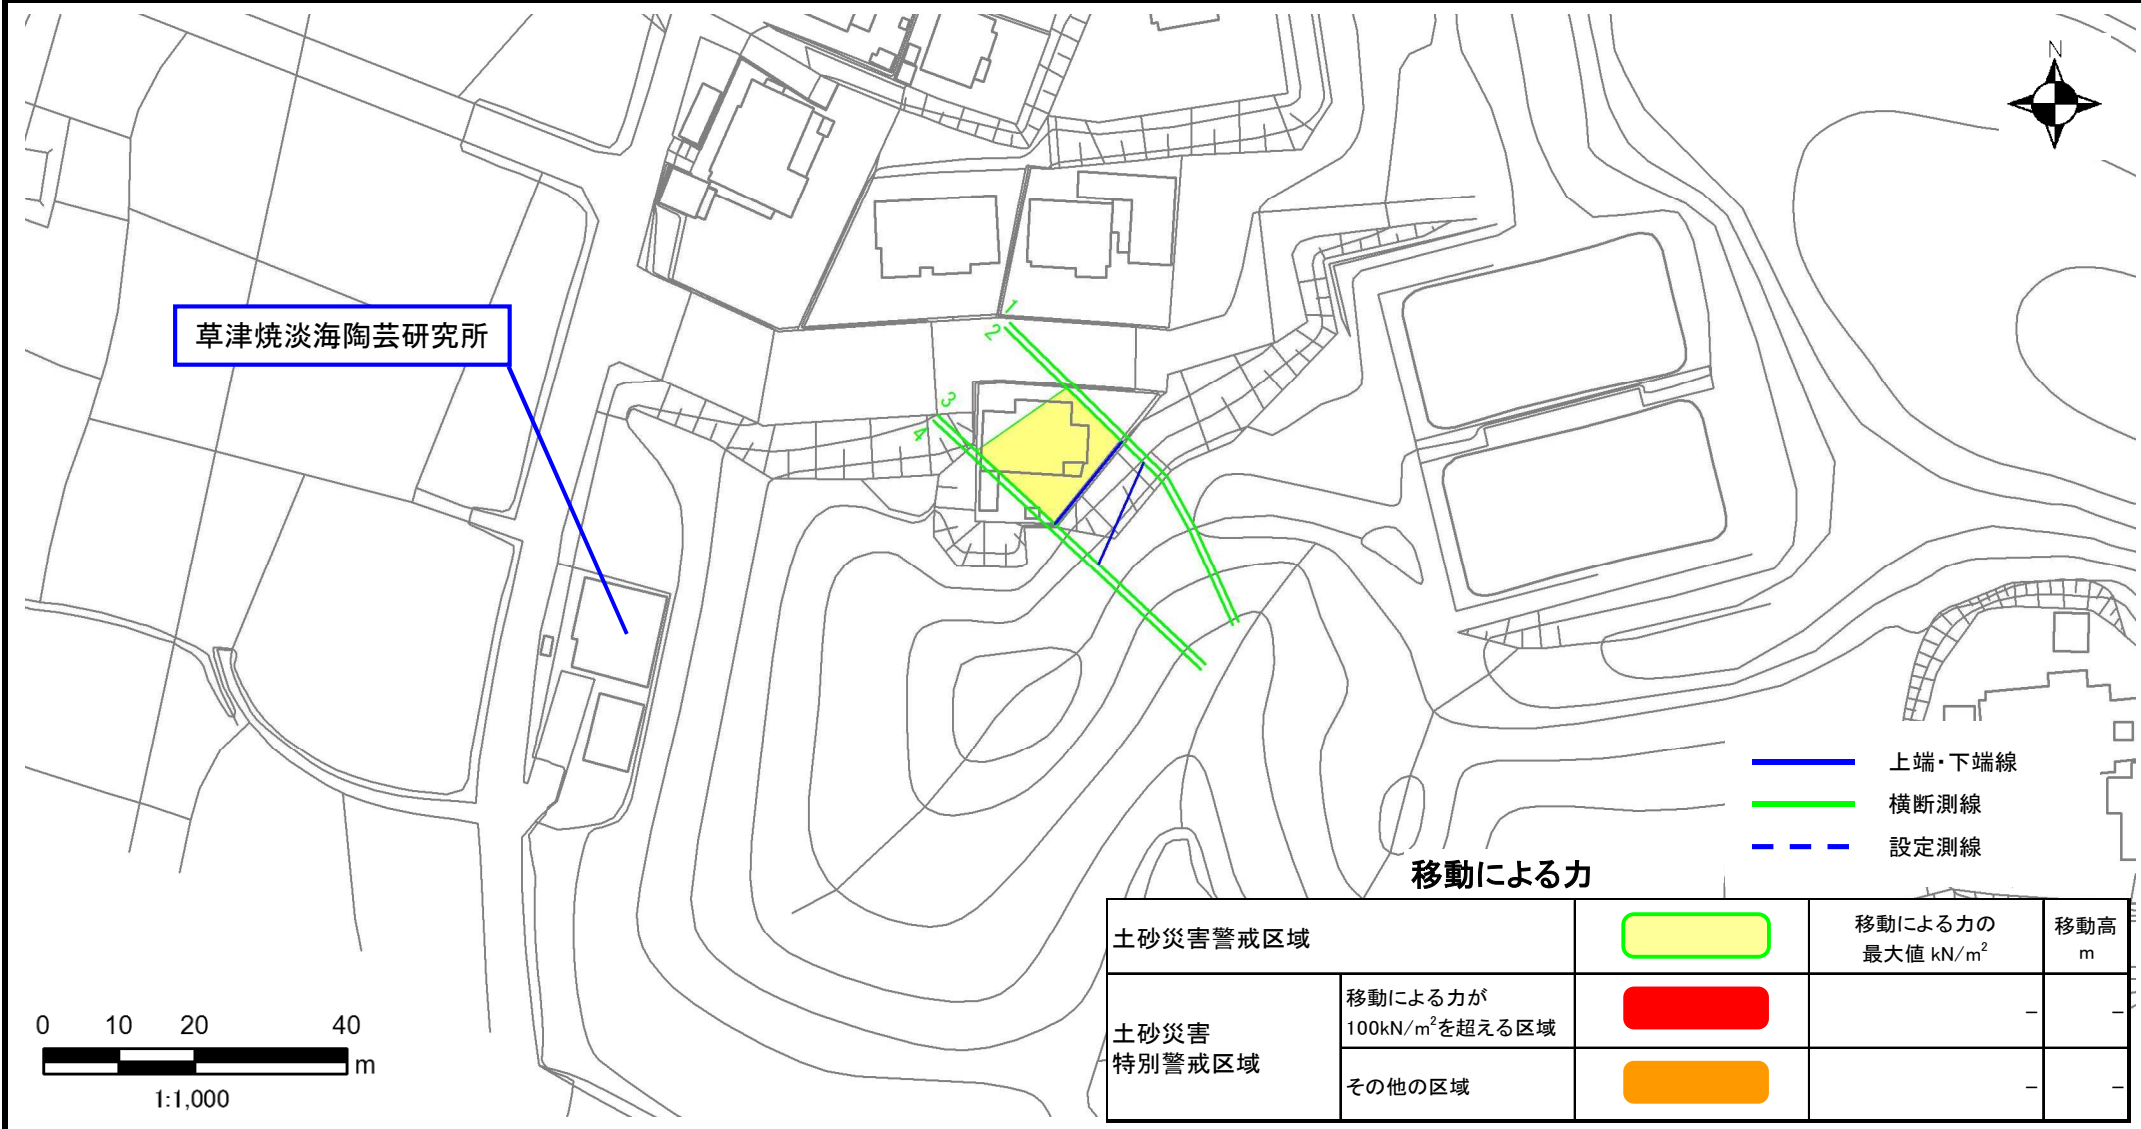 N
草津焼淡海陶芸研究所
1
2
3
4
上端・下端線
横断測線
設定測線
移動による力
土砂災害警戒区域
移動による力の
最大値 kN/m²
移動高
m
土砂災害
特別警戒区域
移動による力が
100kN/m²を超える区域
－
－
その他の区域
－
－
0 10 20 40
m
1:1,000